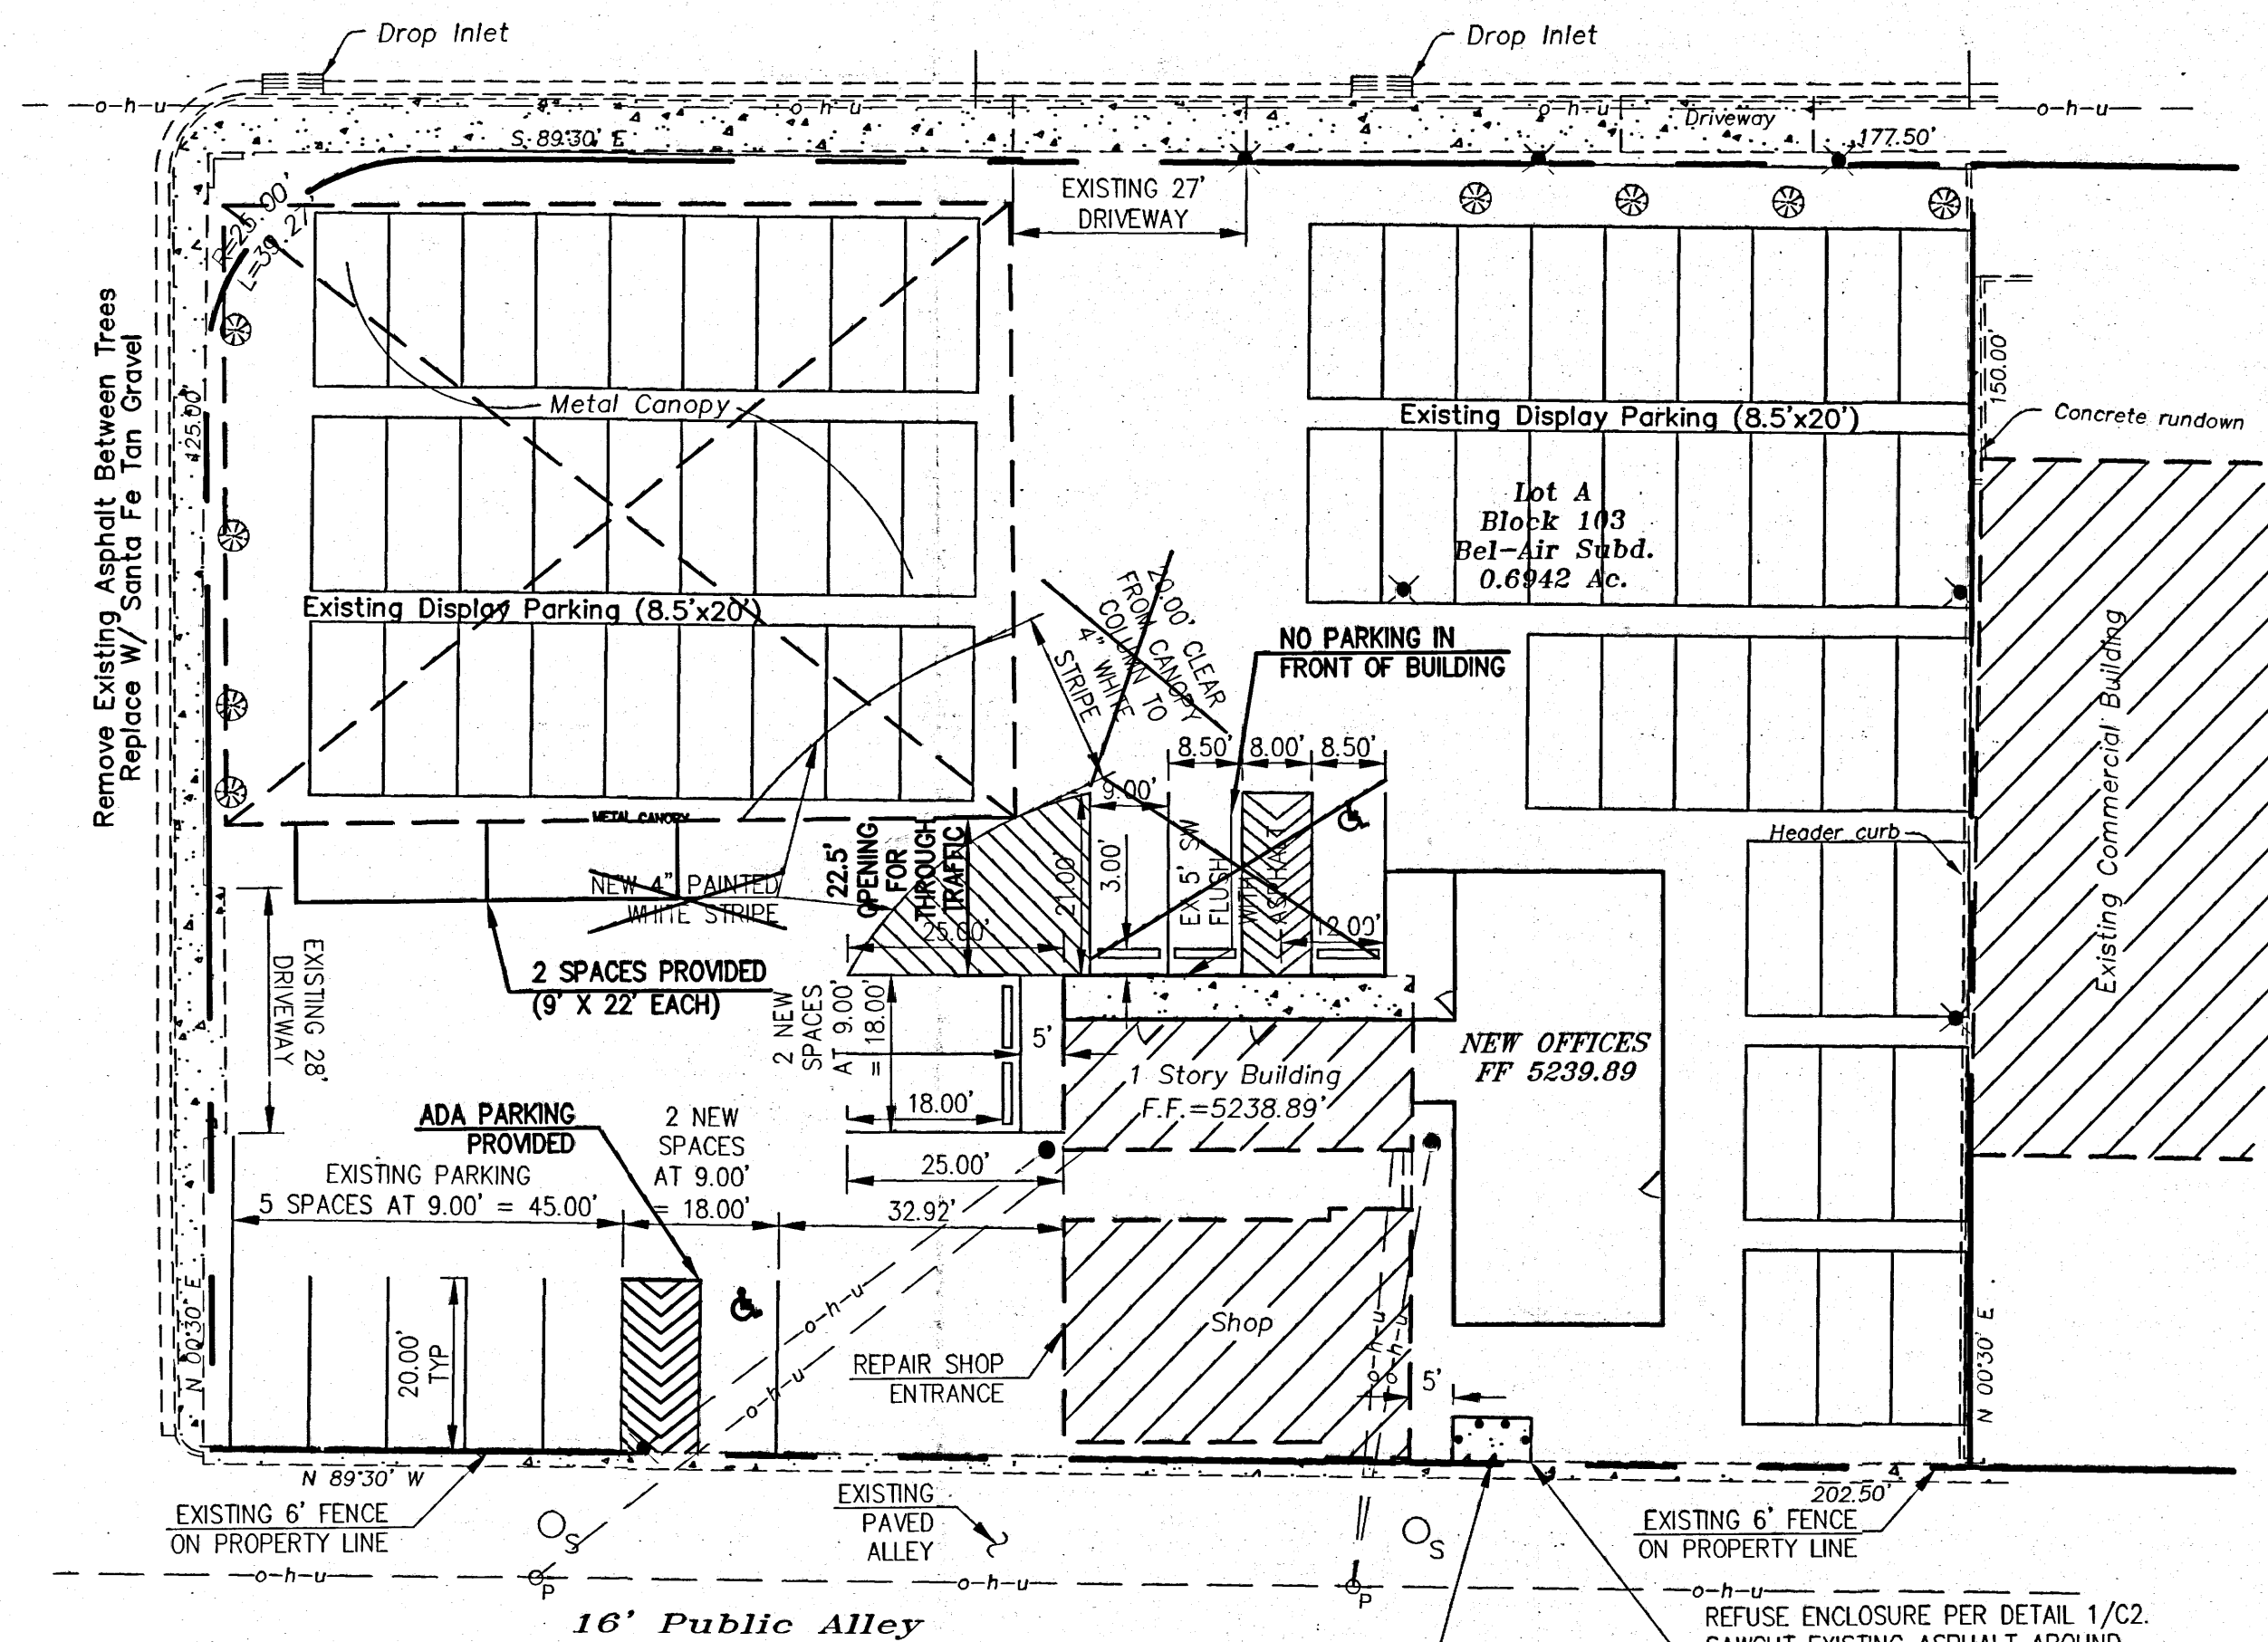 Drop Inlet
Drop Inlet
o-h-u
o-h-u
o-h-u
o-h-u
Driveway
177.50'
S. 89°30' E
R=25.00'
L=39.27'
EXISTING 27'
DRIVEWAY
Remove Existing Asphalt Between Trees
Replace W/ Santa Fe Tan Gravel
125.00'
150.00'
Metal Canopy
Existing Display Parking (8.5'x20')
Concrete rundown
Lot A
Block 103
Bel-Air Subd.
0.6942 Ac.
Existing Display Parking (8.5'x20')
20.00' CLEAR
FROM CANOPY
COLUMN TO
4" WHITE
STRIPE
NO PARKING IN
FRONT OF BUILDING
Existing Commercial Building
8.50'
8.00'
8.50'
9.00'
METAL CANOPY
22.5'
OPENING
FOR
THROUGH
TRAFFIC
21.00'
3.00'
EX 5' SW
FLUSH
WITH
ASPHALT
Header curb
NEW 4" PAINTED
WHITE STRIPE
25.00'
12.00'
2 SPACES PROVIDED
(9' X 22' EACH)
EXISTING 28'
DRIVEWAY
2 NEW
SPACES
AT 9.00'
= 18.00'
5'
18.00'
1 Story Building
F.F.=5238.89'
NEW OFFICES
FF 5239.89
ADA PARKING
PROVIDED
2 NEW
SPACES
AT 9.00'
= 18.00'
EXISTING PARKING
5 SPACES AT 9.00' = 45.00'
25.00'
32.92'
N 00°30' E
20.00'
TYP
o-h-u
o-h-u
REPAIR SHOP
ENTRANCE
Shop
o-h-u
o-h-u
5'
N 00°30' E
N 89°30' W
202.50'
EXISTING 6' FENCE
ON PROPERTY LINE
EXISTING
PAVED
ALLEY
S
S
EXISTING 6' FENCE
ON PROPERTY LINE
o-h-u
P
o-h-u
P
o-h-u
16' Public Alley
REFUSE ENCLOSURE PER DETAIL 1/C2.
SAWCUT EXISTING ASPHALT AROUND